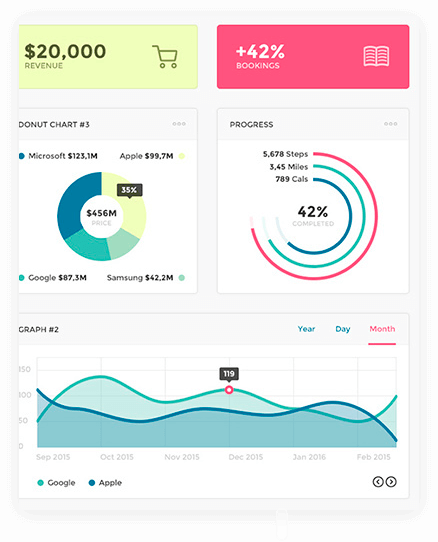 $20,000
REVENUE
+42%
BOOKINGS
DONUT CHART #3
Microsoft $123,1M
Apple $99,7M
35%
$456M
PRICE
Google $87,3M
Samsung $42,2M
PROGRESS
5,678 Steps
3,45 Miles
789 Cals
42%
COMPLETED
GRAPH #2
Year
Day
Month
150
100
50
0
119
Sep 2015
Oct 2015
Nov 2015
Dec 2015
Jan 2016
Feb 2015
Google
Apple